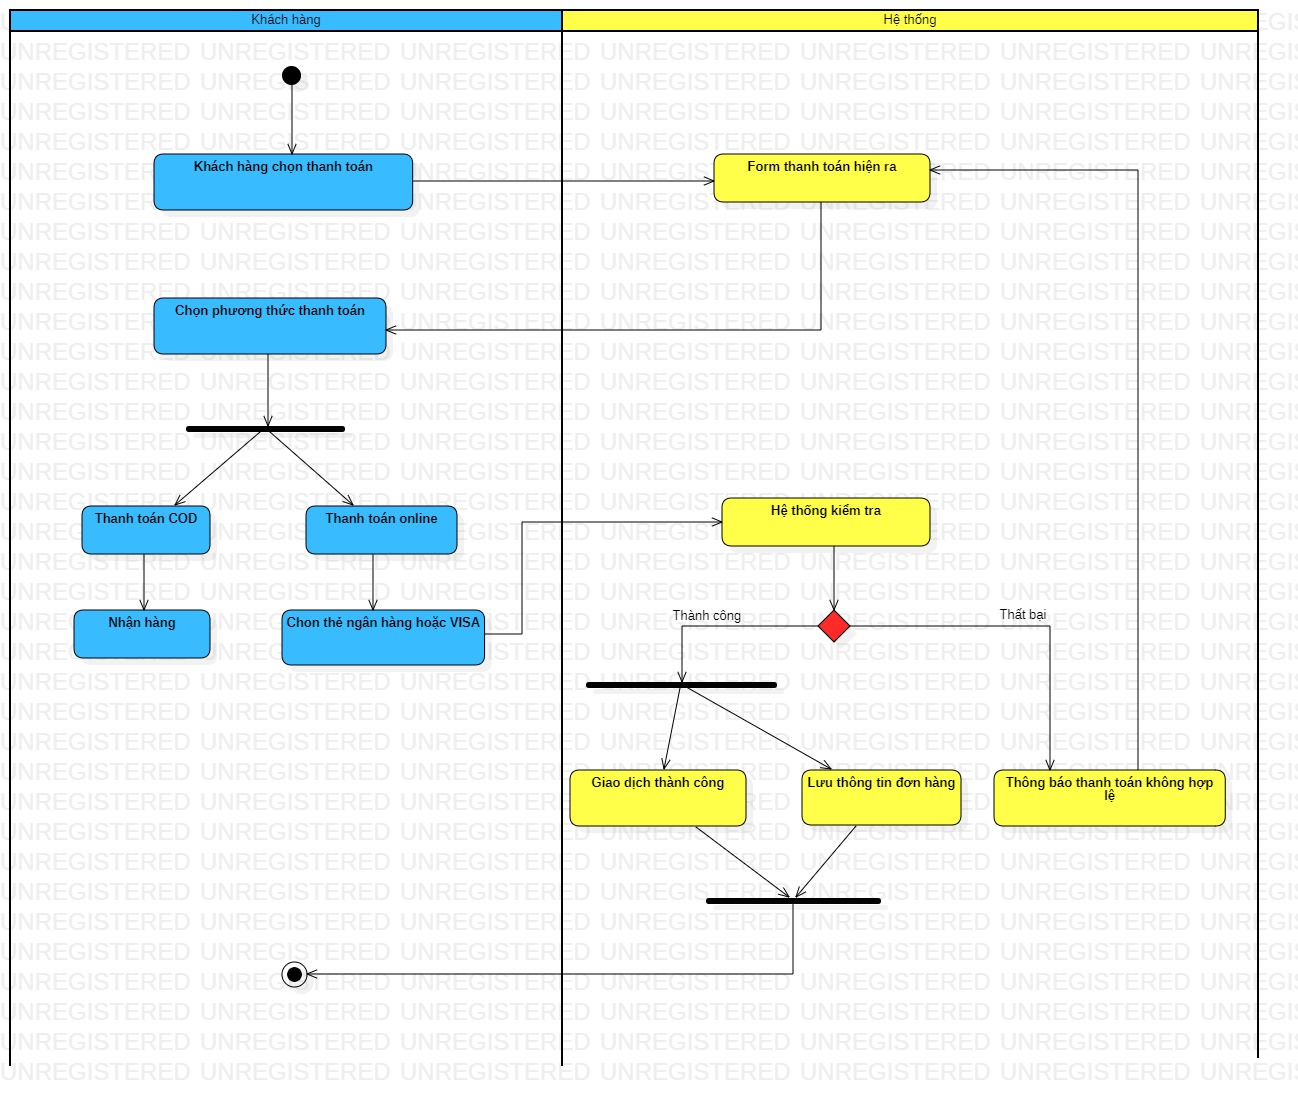 Khách hàng
Hệ thống
Khách hàng chọn thanh toán
Form thanh toán hiện ra
Chọn phương thức thanh toán
Thanh toán COD
Thanh toán online
Hệ thống kiểm tra
Nhận hàng
Chon thẻ ngân hàng hoặc VISA
Thành công
Thất bại
Giao dịch thành công
Lưu thông tin đơn hàng
Thông báo thanh toán không hợp
lệ
UNREGISTERED UNREGISTERED UNREGISTERED UNREGISTERED UNREGISTERED UNREGISTERED